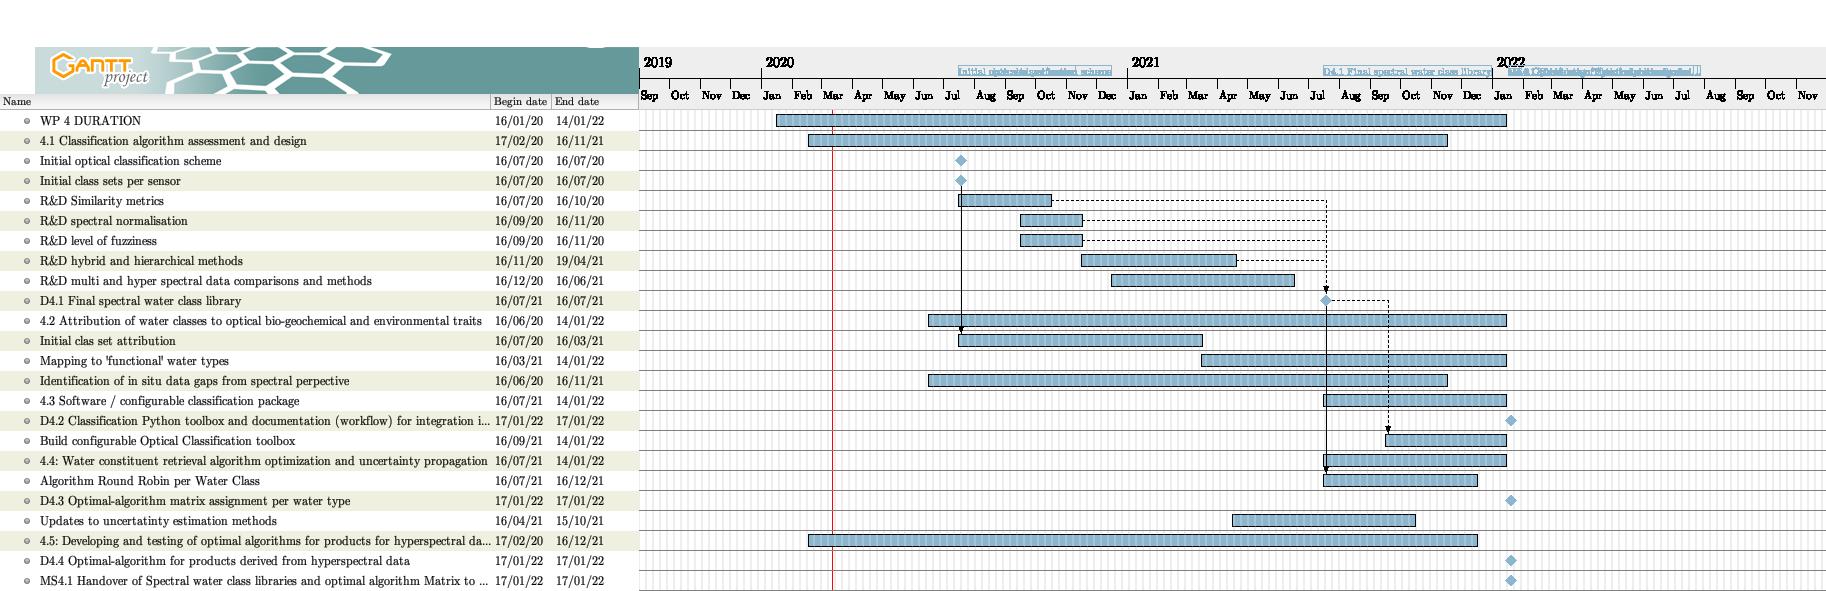 GANTT
project
2019 2020 2021 2022
D4.1 Final spectral water class library
Name Begin date End date Sep Oct Nov Dec Jan Feb Mar Apr May Jun Jul Aug Sep Oct Nov Dec Jan Feb Mar Apr May Jun Jul Aug Sep Oct Nov Dec Jan Feb Mar Apr May Jun Jul Aug Sep Oct Nov
WP 4 DURATION 16/01/20 14/01/22
4.1 Classification algorithm assessment and design 17/02/20 16/11/21
Initial optical classification scheme 16/07/20 16/07/20
Initial class sets per sensor 16/07/20 16/07/20
R&D Similarity metrics 16/07/20 16/10/20
R&D spectral normalisation 16/09/20 16/11/20
R&D level of fuzziness 16/09/20 16/11/20
R&D hybrid and hierarchical methods 16/11/20 19/04/21
R&D multi and hyper spectral data comparisons and methods 16/12/20 16/06/21
D4.1 Final spectral water class library 16/07/21 16/07/21
4.2 Attribution of water classes to optical bio-geochemical and environmental traits 16/06/20 14/01/22
Initial clas set attribution 16/07/20 16/03/21
Mapping to 'functional' water types 16/03/21 14/01/22
Identification of in situ data gaps from spectral perpective 16/06/20 16/11/21
4.3 Software / configurable classification package 16/07/21 14/01/22
D4.2 Classification Python toolbox and documentation (workflow) for integration i... 17/01/22 17/01/22
Build configurable Optical Classification toolbox 16/09/21 14/01/22
4.4: Water constituent retrieval algorithm optimization and uncertainty propagation 16/07/21 14/01/22
Algorithm Round Robin per Water Class 16/07/21 16/12/21
D4.3 Optimal-algorithm matrix assignment per water type 17/01/22 17/01/22
Updates to uncertatinty estimation methods 16/04/21 15/10/21
4.5: Developing and testing of optimal algorithms for products for hyperspectral da... 17/02/20 16/12/21
D4.4 Optimal-algorithm for products derived from hyperspectral data 17/01/22 17/01/22
MS4.1 Handover of Spectral water class libraries and optimal algorithm Matrix to ... 17/01/22 17/01/22